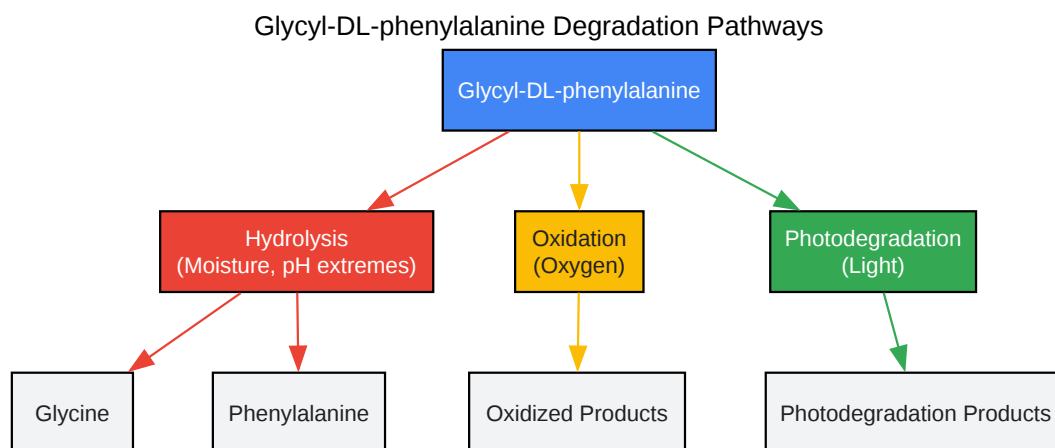 Glycyl-DL-phenylalanine Degradation Pathways
Glycyl-DL-phenylalanine
Hydrolysis
(Moisture, pH extremes)
Oxidation
(Oxygen)
Photodegradation
(Light)
Glycine
Phenylalanine
Oxidized Products
Photodegradation Products